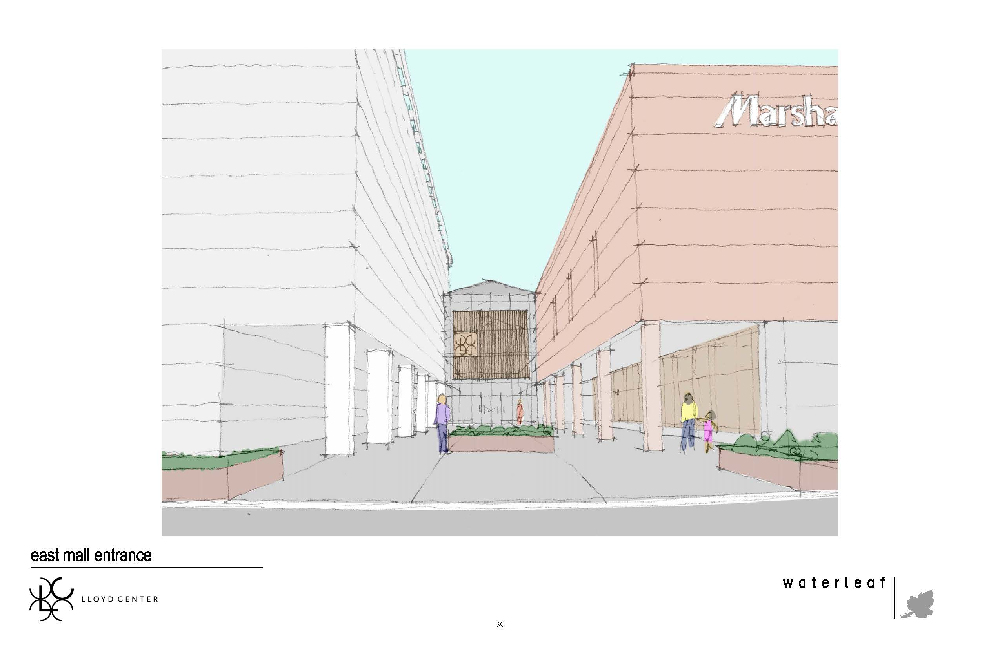 Marsha
east mall entrance
LLOYD CENTER
waterleaf
39